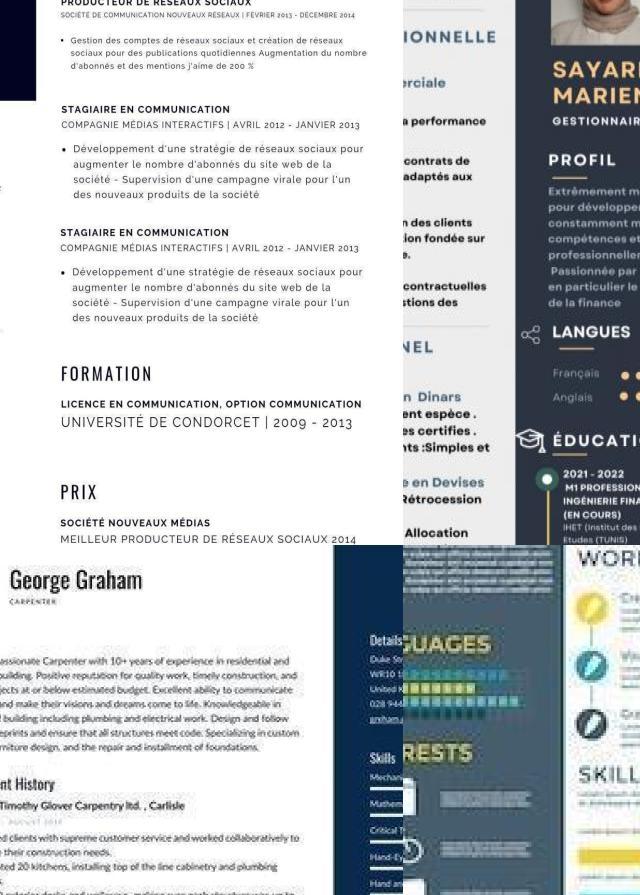 PRODUCTEUR DE RÉSEAUX SOCIAUX
SOCIÉTÉ DE COMMUNICATION NOUVEAUX RÉSEAUX | FÉVRIER 2013 - DÉCEMBRE 2014
• Gestion des comptes de réseaux sociaux et création de réseaux
sociaux pour des publications quotidiennes Augmentation du nombre
d'abonnés et des mentions j'aime de 200 %
STAGIAIRE EN COMMUNICATION
COMPAGNIE MÉDIAS INTERACTIFS | AVRIL 2012 - JANVIER 2013
• Développement d'une stratégie de réseaux sociaux pour
augmenter le nombre d'abonnés du site web de la
société - Supervision d'une campagne virale pour l'un
des nouveaux produits de la société
STAGIAIRE EN COMMUNICATION
COMPAGNIE MÉDIAS INTERACTIFS | AVRIL 2012 - JANVIER 2013
• Développement d'une stratégie de réseaux sociaux pour
augmenter le nombre d'abonnés du site web de la
société - Supervision d'une campagne virale pour l'un
des nouveaux produits de la société
FORMATION
LICENCE EN COMMUNICATION, OPTION COMMUNICATION
UNIVERSITÉ DE CONDORCET | 2009 - 2013
PRIX
SOCIÉTÉ NOUVEAUX MÉDIAS
MEILLEUR PRODUCTEUR DE RÉSEAUX SOCIAUX 2014
IONNELLE
erciale
a performance
contrats de
adaptés aux
n des clients
ion fondée sur
e.
contractuelles
stions des
NEL
n Dinars
ent espèce .
es certifies .
nts :Simples et
e en Devises
Rétrocession
Allocation
SAYARI
MARIEM
GESTIONNAIR
PROFIL
Extrêmement m
pour développer
constamment m
compétences et
professionneller
Passionnée par
en particulier le
de la finance
LANGUES
Français
Anglais
ÉDUCATI
2021 - 2022
M1 PROFESSION
INGÉNIERIE FINA
(EN COURS)
IHET (Institut des
Etudes (TUNIS)
George Graham
CARPENTER
assionate Carpenter with 10+ years of experience in residential and
building. Positive reputation for quality work, timely construction, and
jects at or below estimated budget. Excellent ability to communicate
and make their visions and dreams come to life. Knowledgeable in
l building including plumbing and electrical work. Design and follow
eprints and ensure that all structures meet code. Specializing in custom
rniture design, and the repair and installment of foundations.
nt History
Timothy Glover Carpentry ltd. , Carlisle
AUGUST 2018
ed clients with supreme customer service and worked collaboratively to
their construction needs.
ted 20 kitchens, installing top of the line cabinetry and plumbing
s.
Details
Duke Str
WR10 1
United K
028 944
graham.g
Skills
Mechan
Mathem
Critical T
Hand-Ey
Hand an
GUAGES
RESTS
WORK
SKILL